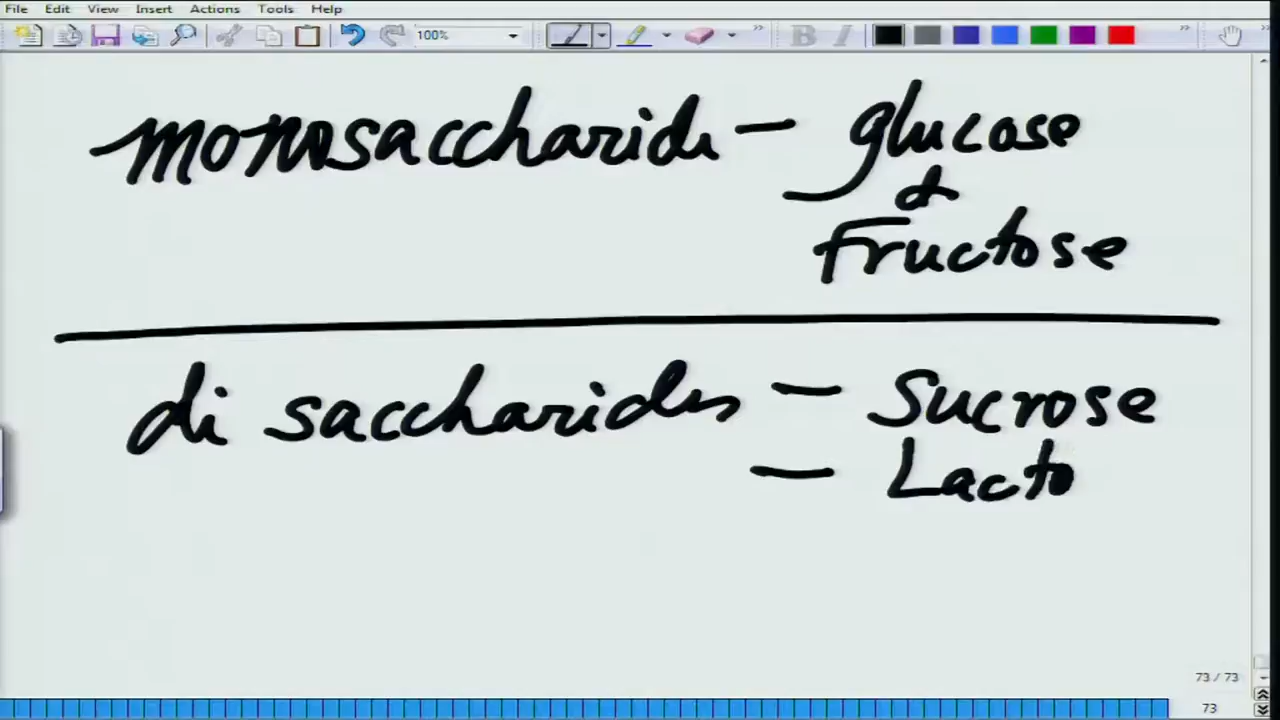 File Edit View Insert Actions Tools Help
100% B I
monosaccharide - glucose
&
Fructose
di saccharides - Sucrose
- Lacto
73 / 73
73